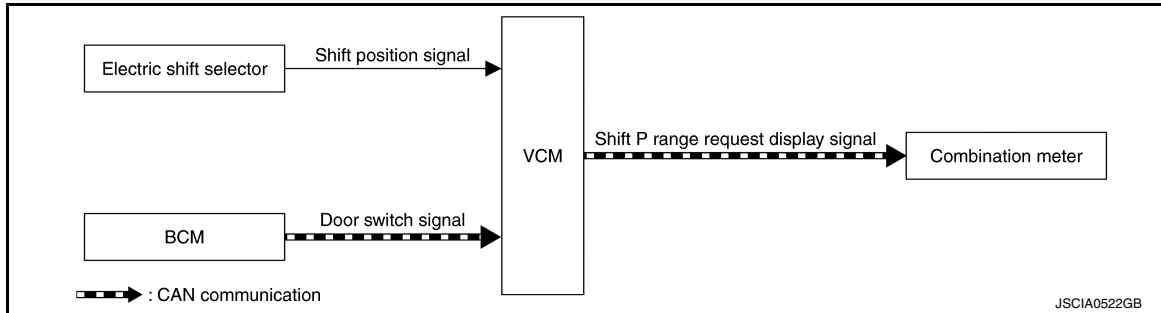 Shift position signal
Electric shift selector
VCM
Shift P range request display signal
Combination meter
Door switch signal
BCM
: CAN communication
JSCIA0522GB